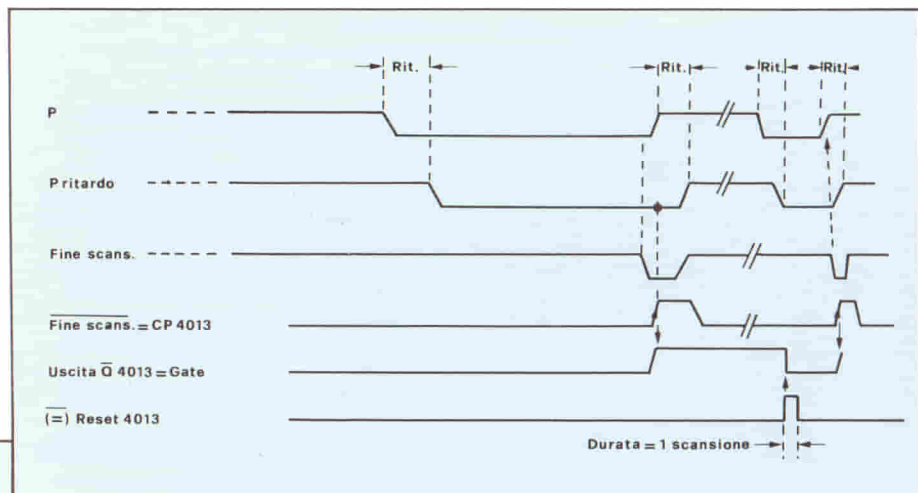 Rit. Rit. Rit. Rit.
P
P ritardo
Fine scans.
Fine scans. = CP 4013
Uscita Q̅ 4013 = Gate
(=) Reset 4013
Durata = 1 scansione